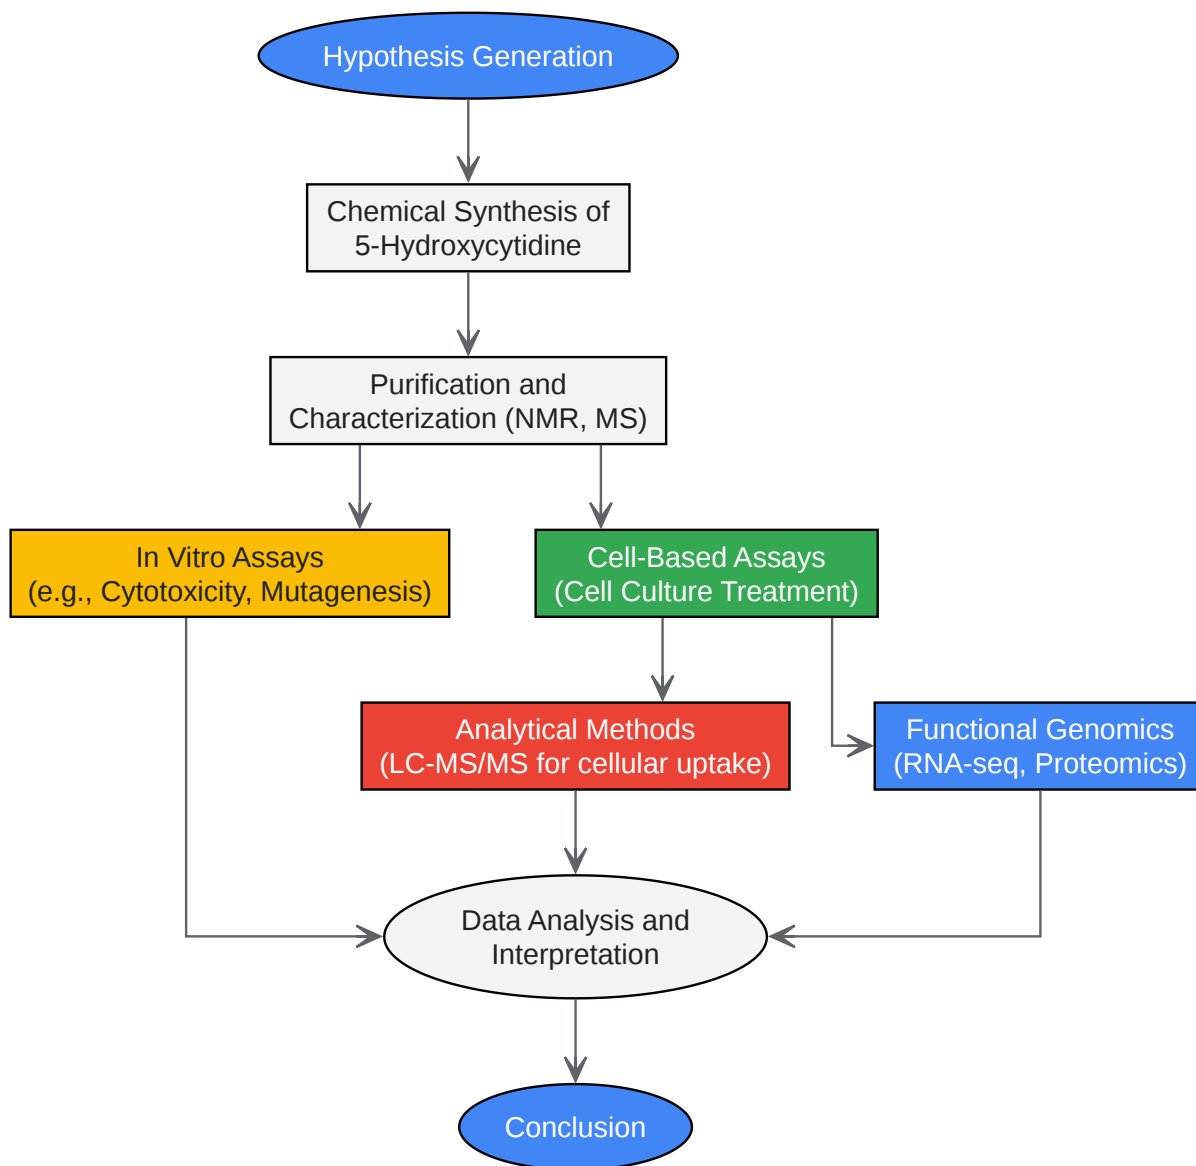 Hypothesis Generation
Chemical Synthesis of
5-Hydroxycytidine
Purification and
Characterization (NMR, MS)
In Vitro Assays
(e.g., Cytotoxicity, Mutagenesis)
Cell-Based Assays
(Cell Culture Treatment)
Analytical Methods
(LC-MS/MS for cellular uptake)
Functional Genomics
(RNA-seq, Proteomics)
Data Analysis and
Interpretation
Conclusion